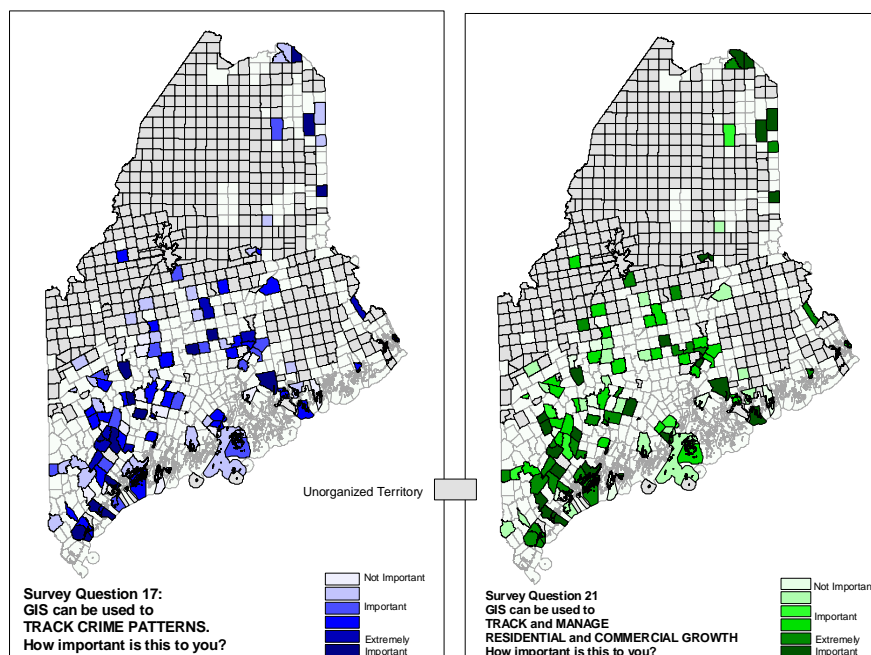 Unorganized Territory
Survey Question 17:
GIS can be used to
TRACK CRIME PATTERNS.
How important is this to you?
Not Important
Important
Extremely
Important
Survey Question 21
GIS can be used to
TRACK and MANAGE
RESIDENTIAL and COMMERCIAL GROWTH
How important is this to you?
Not Important
Important
Extremely
Important